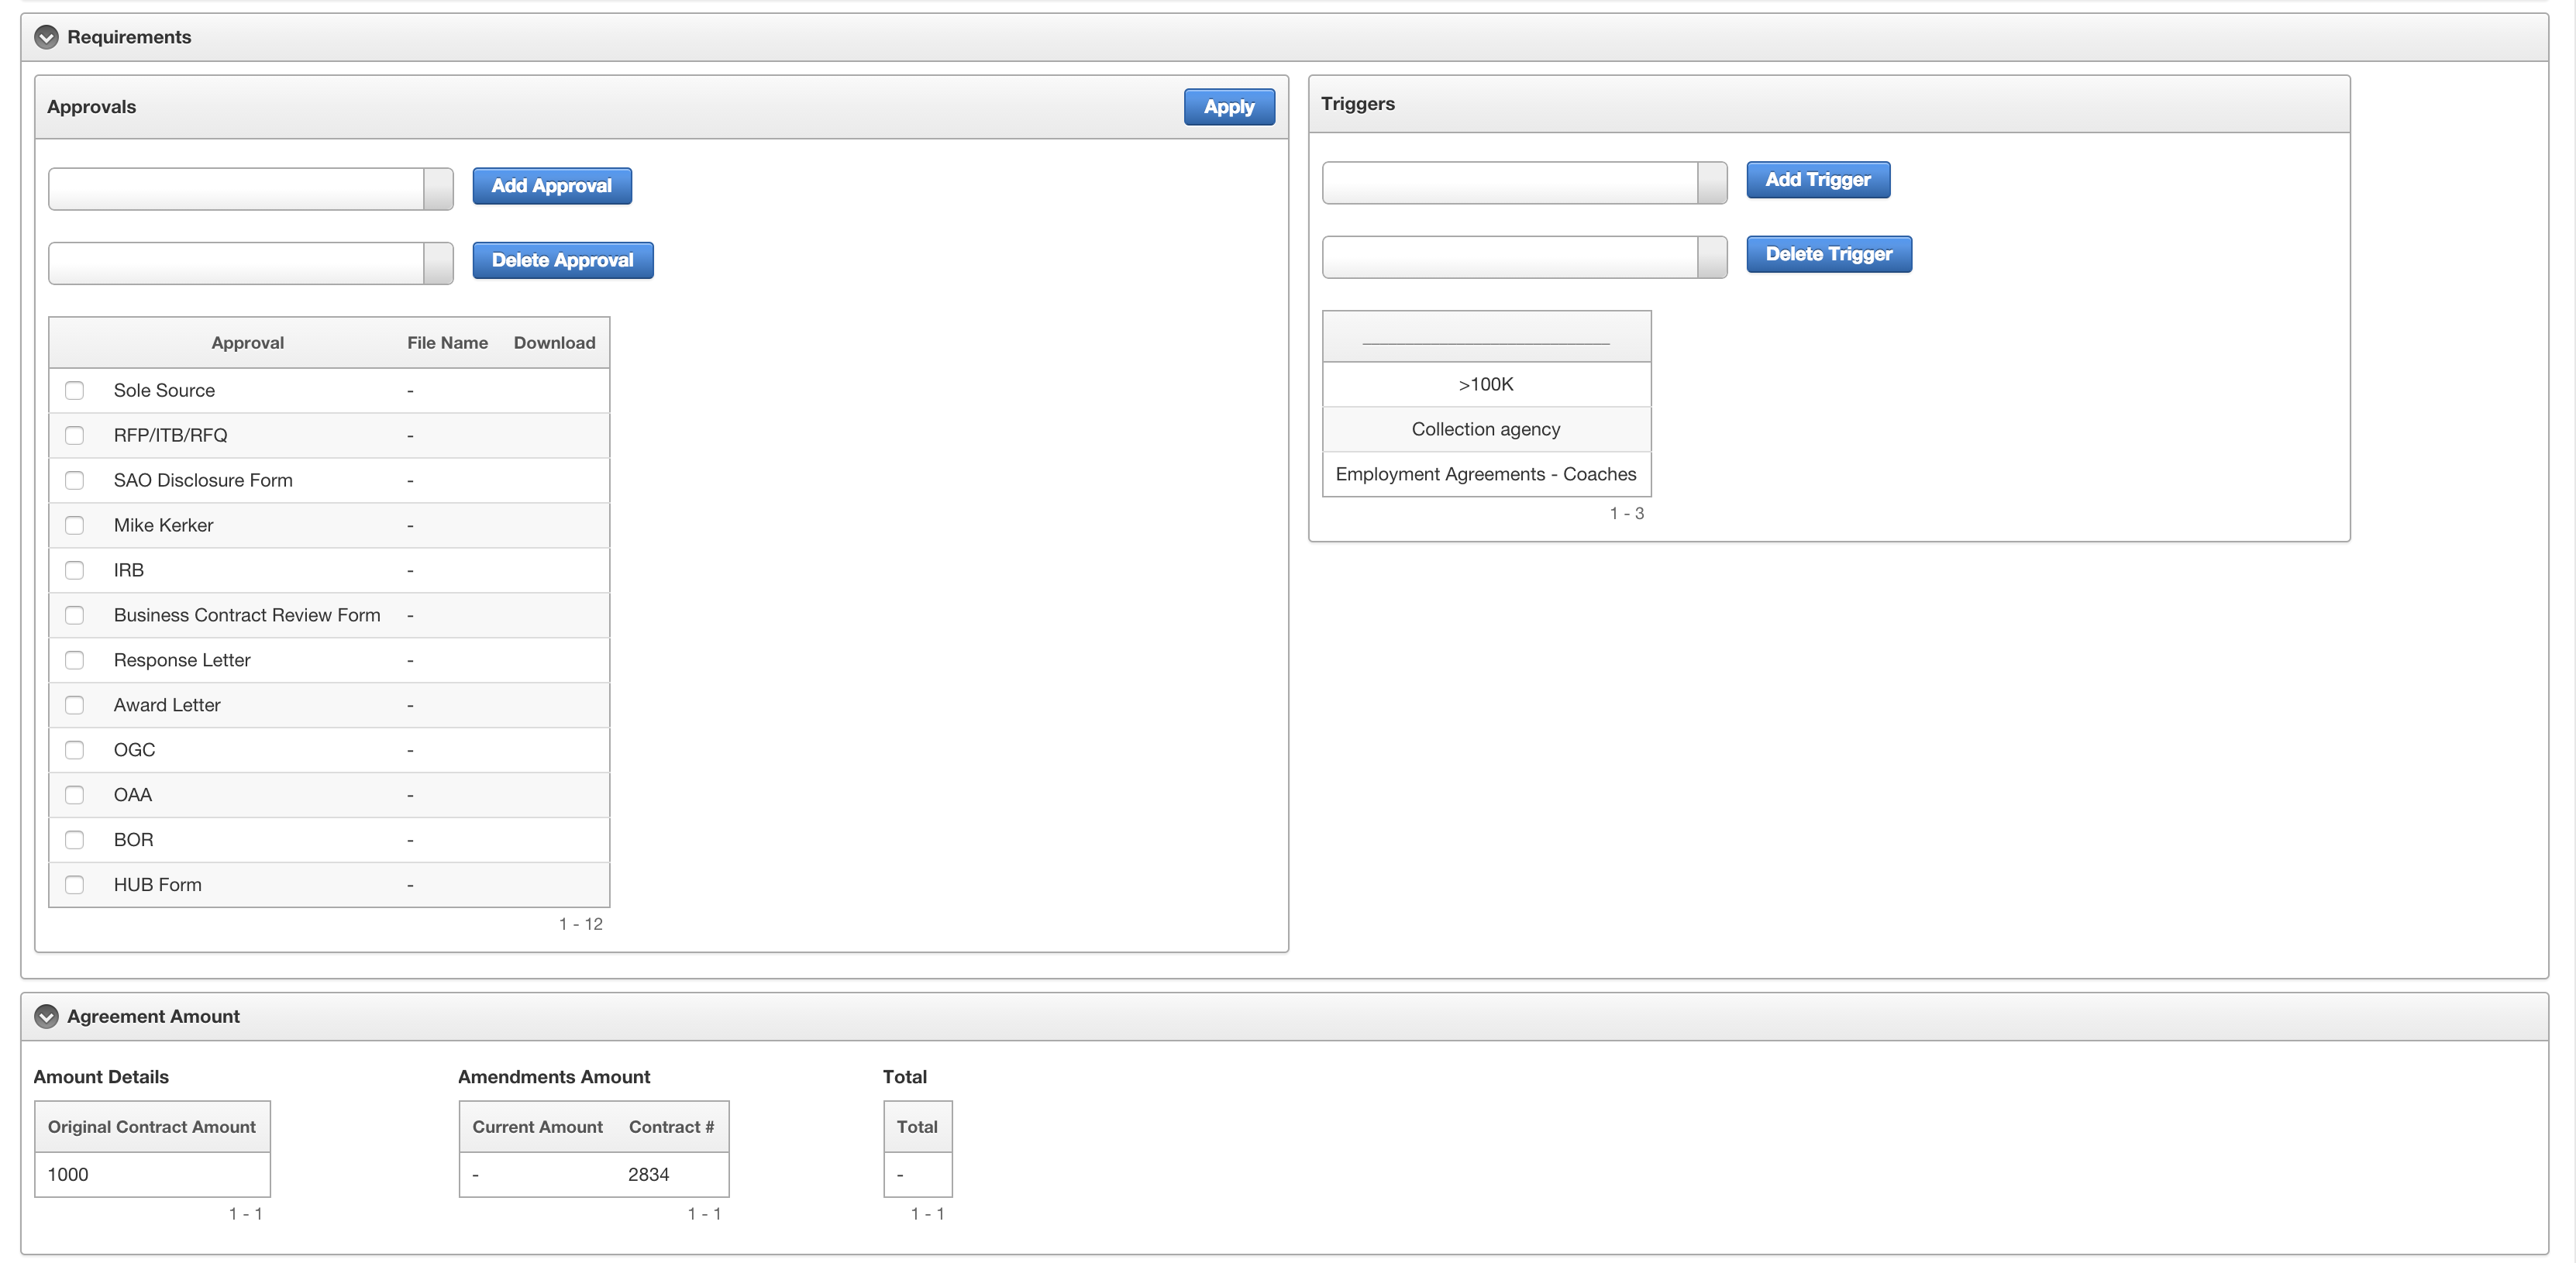 Requirements
Approvals
Apply
Add Approval
Delete Approval
Approval File Name Download
Sole Source -
RFP/ITB/RFQ -
SAO Disclosure Form -
Mike Kerker -
IRB -
Business Contract Review Form -
Response Letter -
Award Letter -
OGC -
OAA -
BOR -
HUB Form -
1 - 12
Triggers
Add Trigger
Delete Trigger
>100K
Collection agency
Employment Agreements - Coaches
1 - 3
Agreement Amount
Amount Details
Original Contract Amount
1000
1 - 1
Amendments Amount
Current Amount Contract #
- 2834
1 - 1
Total
Total
-
1 - 1